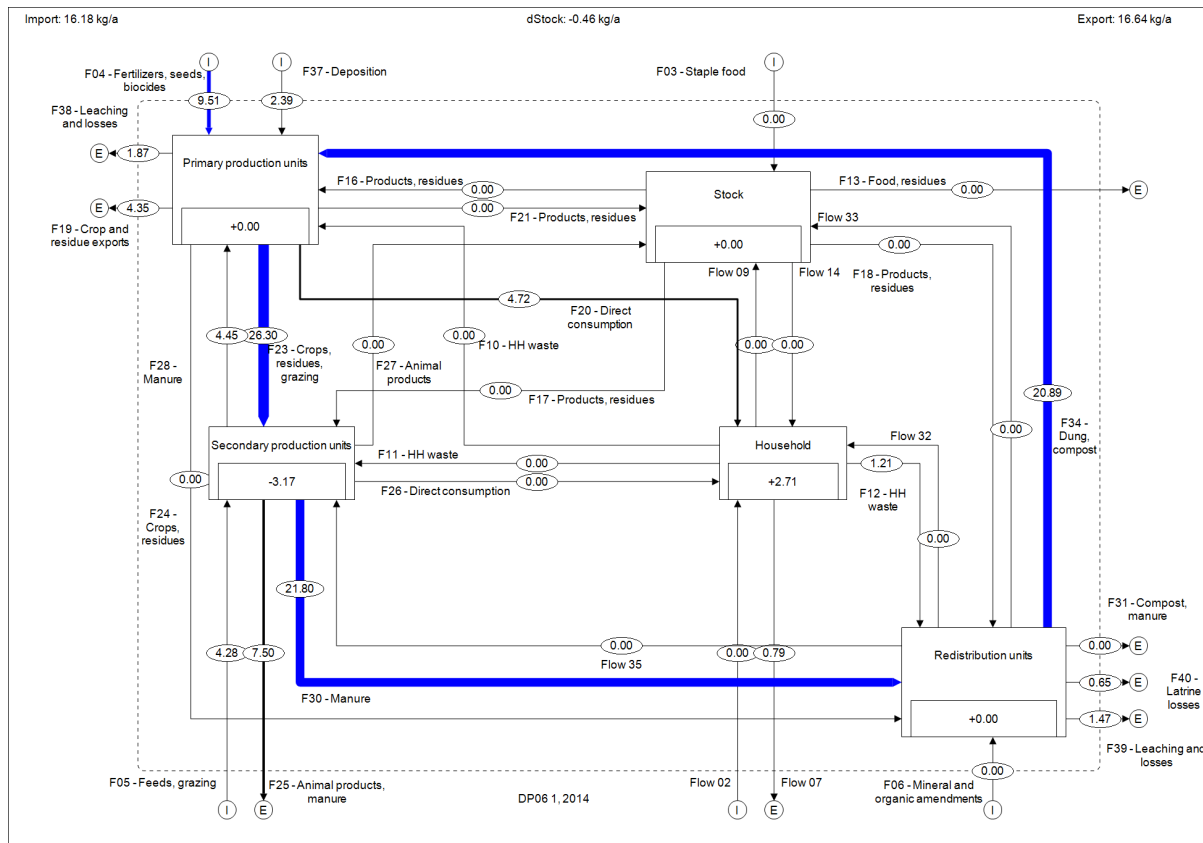 Import: 16.18 kg/a
dStock: -0.46 kg/a
Export: 16.64 kg/a
I
I
I
F04 - Fertilizers, seeds,
biocides
F37 - Deposition
F03 - Staple food
9.51
2.39
0.00
F38 - Leaching
and losses
E
1.87
Primary production units
+0.00
E
4.35
F19 - Crop and
residue exports
F16 - Products, residues
0.00
0.00
F21 - Products, residues
Stock
+0.00
F13 - Food, residues
0.00
E
Flow 33
0.00
F18 - Products,
residues
Flow 09
Flow 14
4.72
F20 - Direct
consumption
4.45
26.30
F23 - Crops,
residues,
grazing
0.00
0.00
F10 - HH waste
0.00
0.00
F28 -
Manure
F27 - Animal
products
0.00
F17 - Products, residues
20.89
F34 -
Dung,
compost
0.00
Secondary production units
-3.17
F11 - HH waste
0.00
F26 - Direct consumption
0.00
Household
+2.71
Flow 32
1.21
F12 - HH
waste
0.00
0.00
F24 -
Crops,
residues
21.80
F31 - Compost,
manure
4.28
7.50
0.00
Flow 35
0.00
0.79
Redistribution units
+0.00
0.00
E
0.65
E
F40 -
Latrine
losses
1.47
E
F39 - Leaching and
losses
F30 - Manure
F05 - Feeds, grazing
F25 - Animal products,
manure
Flow 02
Flow 07
0.00
F06 - Mineral and
organic amendments
DP06 1, 2014
I
E
I
E
I